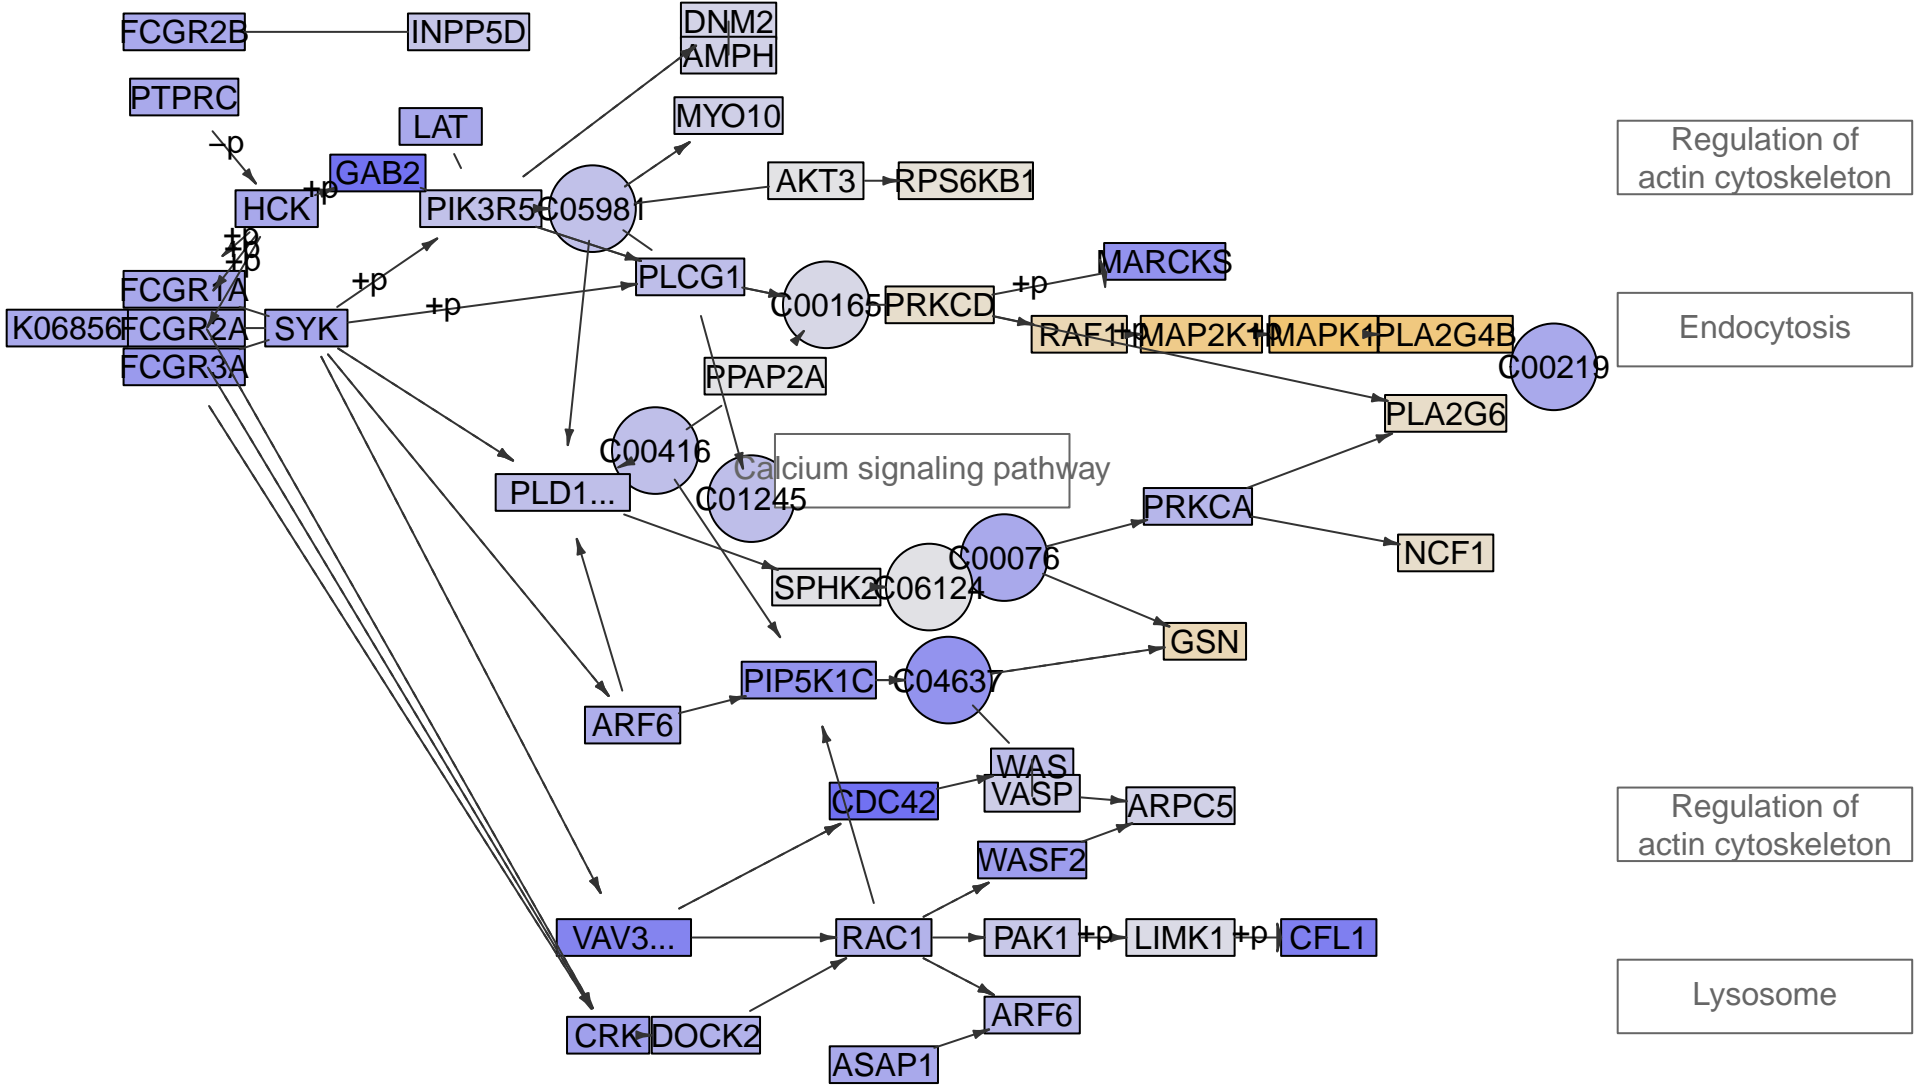 DNM2
FCGR2B
INPP5D
AMPH
PTPRC
LAT
MYO10
-p
Regulation of
actin cytoskeleton
GAB2
+p
AKT3
RPS6KB1
HCK
PIK3R5
C05981
+p
+p
+p
MARCKS
PLCG1
+p
+p
FCGR1A
C00165
PRKCD
+p
K06856
FCGR2A
SYK
RAF1
+p
MAP2K1
+p
MAPK1
PLA2G4B
Endocytosis
FCGR3A
PPAP2A
C00219
PLA2G6
C00416
Calcium signaling pathway
PLD1...
C01245
PRKCA
NCF1
C00076
SPHK2
C06124
GSN
PIP5K1C
C04637
ARF6
WAS
VASP
CDC42
ARPC5
Regulation of
actin cytoskeleton
WASF2
VAV3...
RAC1
PAK1
+p
LIMK1
+p
CFL1
Lysosome
ARF6
CRK
DOCK2
ASAP1